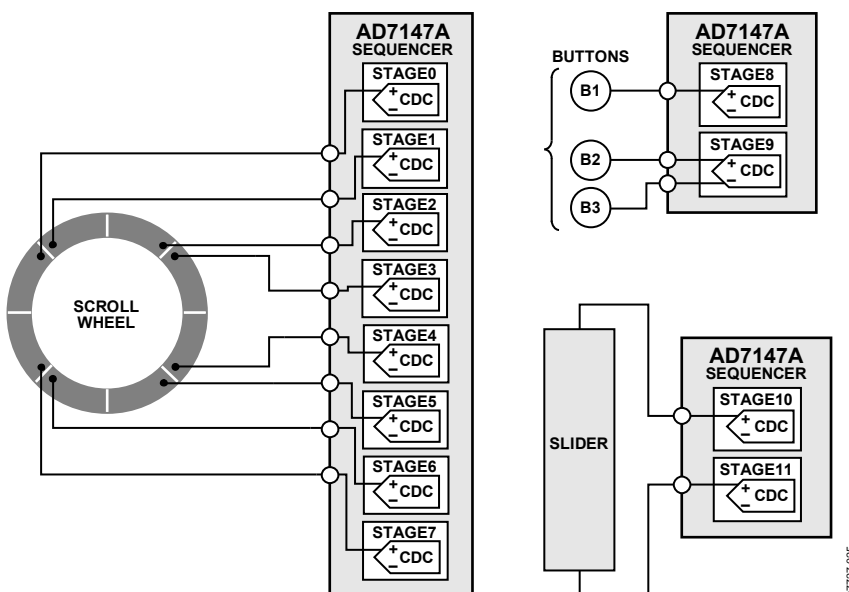 AD7147A
SEQUENCER
STAGE0
+
–
CDC
STAGE1
+
–
CDC
STAGE2
+
–
CDC
STAGE3
+
–
CDC
STAGE4
+
–
CDC
STAGE5
+
–
CDC
STAGE6
+
–
CDC
STAGE7
+
–
CDC
SCROLL
WHEEL
BUTTONS
B1
B2
B3
AD7147A
SEQUENCER
STAGE8
+
–
CDC
STAGE9
+
–
CDC
SLIDER
AD7147A
SEQUENCER
STAGE10
+
–
CDC
STAGE11
+
–
CDC